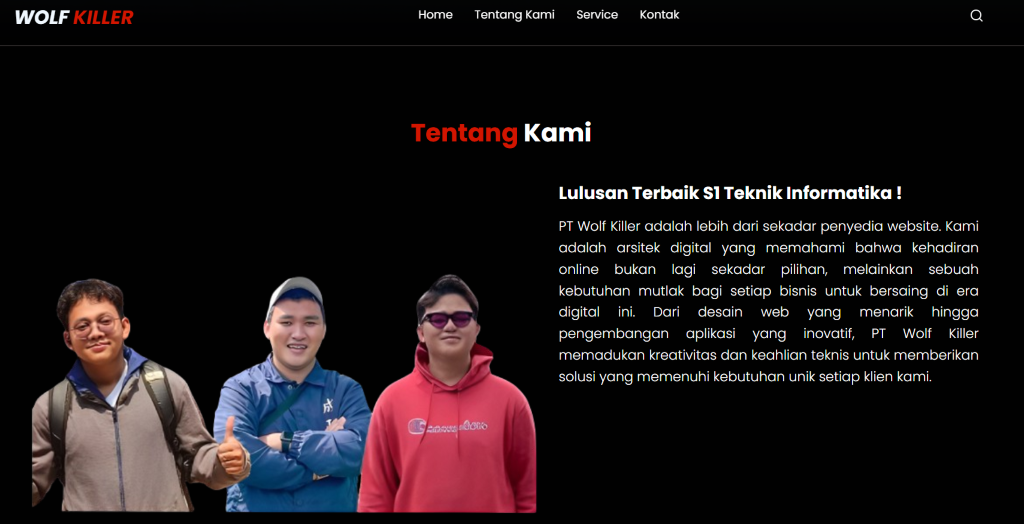 WOLF KILLER
Home Tentang Kami Service Kontak
Tentang Kami
Lulusan Terbaik S1 Teknik Informatika !
PT Wolf Killer adalah lebih dari sekadar penyedia website. Kami
adalah arsitek digital yang memahami bahwa kehadiran
online bukan lagi sekadar pilihan, melainkan sebuah
kebutuhan mutlak bagi setiap bisnis untuk bersaing di era
digital ini. Dari desain web yang menarik hingga
pengembangan aplikasi yang inovatif, PT Wolf Killer
memadukan kreativitas dan keahlian teknis untuk memberikan
solusi yang memenuhi kebutuhan unik setiap klien kami.